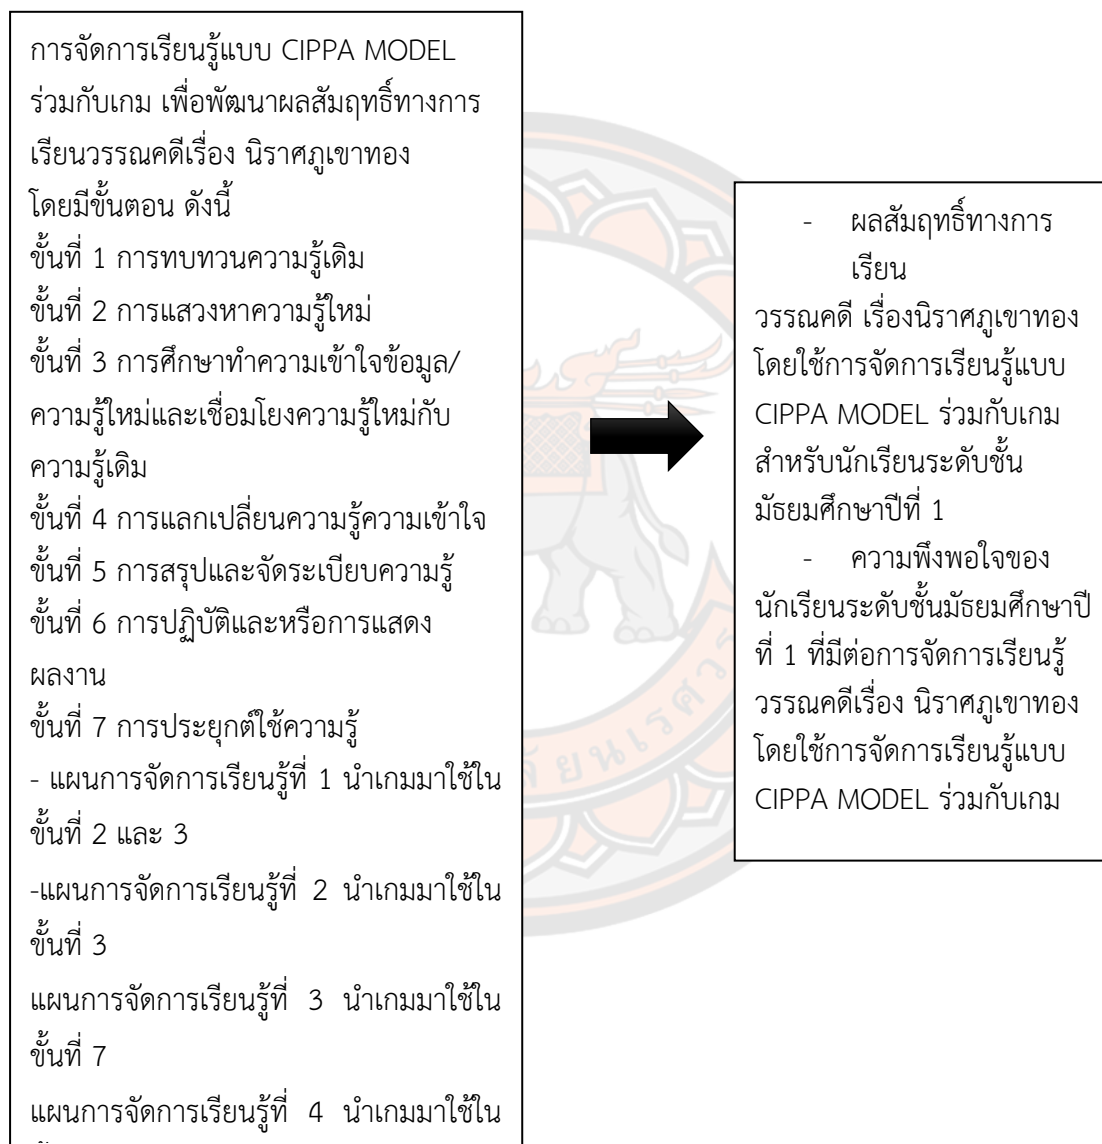 การจัดการเรียนรู้แบบ CIPPA MODEL
ร่วมกับเกม เพื่อพัฒนาผลสัมฤทธิ์ทางการ
เรียนวรรณคดีเรื่อง นิราศภูเขาทอง
โดยมีขั้นตอน ดังนี้
ขั้นที่ 1 การทบทวนความรู้เดิม
ขั้นที่ 2 การแสวงหาความรู้ใหม่
ขั้นที่ 3 การศึกษาทำความเข้าใจข้อมูล/
ความรู้ใหม่และเชื่อมโยงความรู้ใหม่กับ
ความรู้เดิม
ขั้นที่ 4 การแลกเปลี่ยนความรู้ความเข้าใจ
ขั้นที่ 5 การสรุปและจัดระเบียบความรู้
ขั้นที่ 6 การปฏิบัติและหรือการแสดง
ผลงาน
ขั้นที่ 7 การประยุกต์ใช้ความรู้
- แผนการจัดการเรียนรู้ที่ 1 นำเกมมาใช้ใน
ขั้นที่ 2 และ 3
-แผนการจัดการเรียนรู้ที่ 2 นำเกมมาใช้ใน
ขั้นที่ 3
แผนการจัดการเรียนรู้ที่ 3 นำเกมมาใช้ใน
ขั้นที่ 7
แผนการจัดการเรียนรู้ที่ 4 นำเกมมาใช้ใน
- ผลสัมฤทธิ์ทางการ
เรียน
วรรณคดี เรื่องนิราศภูเขาทอง
โดยใช้การจัดการเรียนรู้แบบ
CIPPA MODEL ร่วมกับเกม
สำหรับนักเรียนระดับชั้น
มัธยมศึกษาปีที่ 1
- ความพึงพอใจของ
นักเรียนระดับชั้นมัธยมศึกษาปี
ที่ 1 ที่มีต่อการจัดการเรียนรู้
วรรณคดีเรื่อง นิราศภูเขาทอง
โดยใช้การจัดการเรียนรู้แบบ
CIPPA MODEL ร่วมกับเกม